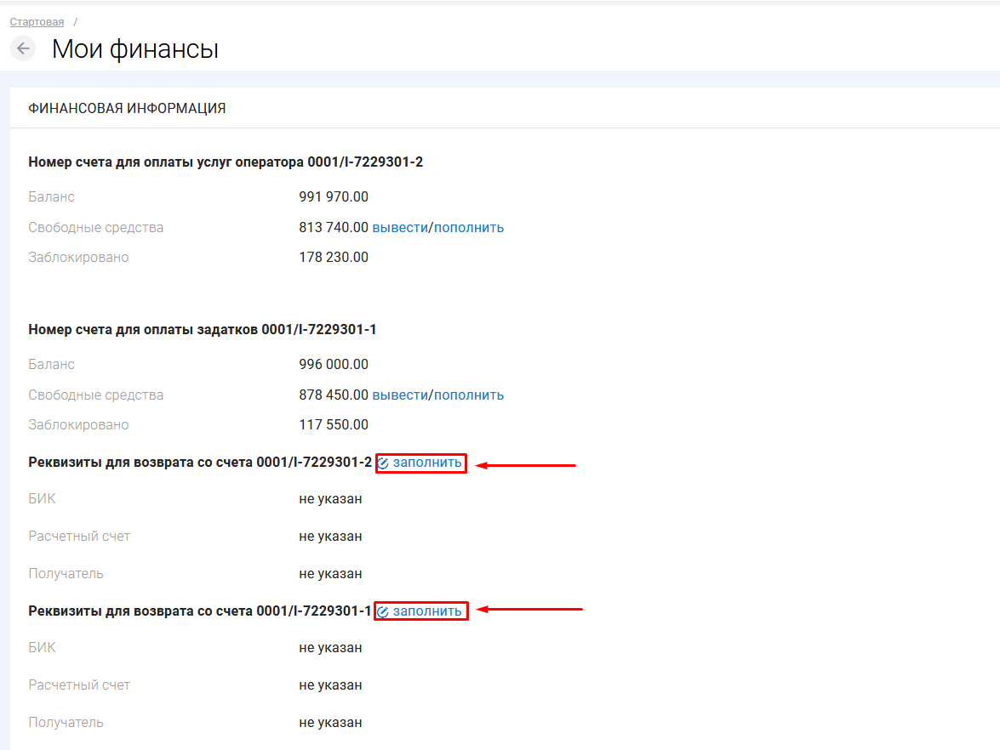 Стартовая /
Мои финансы
ФИНАНСОВАЯ ИНФОРМАЦИЯ
Номер счета для оплаты услуг оператора 0001/I-7229301-2
Баланс 991 970.00
Свободные средства 813 740.00 вывести/пополнить
Заблокировано 178 230.00
Номер счета для оплаты задатков 0001/I-7229301-1
Баланс 996 000.00
Свободные средства 878 450.00 вывести/пополнить
Заблокировано 117 550.00
Реквизиты для возврата со счета 0001/I-7229301-2 заполнить
БИК не указан
Расчетный счет не указан
Получатель не указан
Реквизиты для возврата со счета 0001/I-7229301-1 заполнить
БИК не указан
Расчетный счет не указан
Получатель не указан